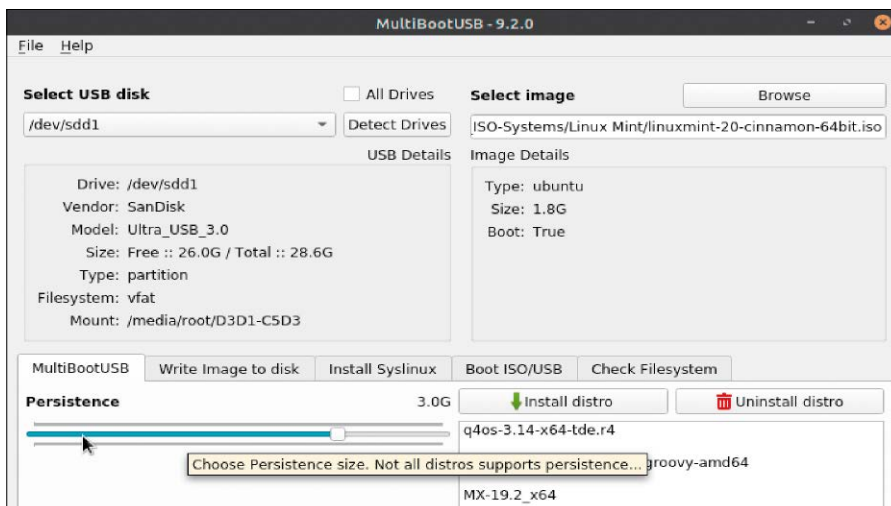 MultiBootUSB - 9.2.0
File Help
Select USB disk
All Drives
/dev/sdd1
Detect Drives
USB Details
Drive: /dev/sdd1
Vendor: SanDisk
Model: Ultra_USB_3.0
Size: Free :: 26.0G / Total :: 28.6G
Type: partition
Filesystem: vfat
Mount: /media/root/D3D1-C5D3
Select image
Browse
ISO-Systems/Linux Mint/linuxmint-20-cinnamon-64bit.iso
Image Details
Type: ubuntu
Size: 1.8G
Boot: True
MultiBootUSB Write Image to disk Install Syslinux Boot ISO/USB Check Filesystem
Persistence 3.0G
Install distro
Uninstall distro
q4os-3.14-x64-tde.r4
Choose Persistence size. Not all distros supports persistence...
groovy-amd64
MX-19.2_x64